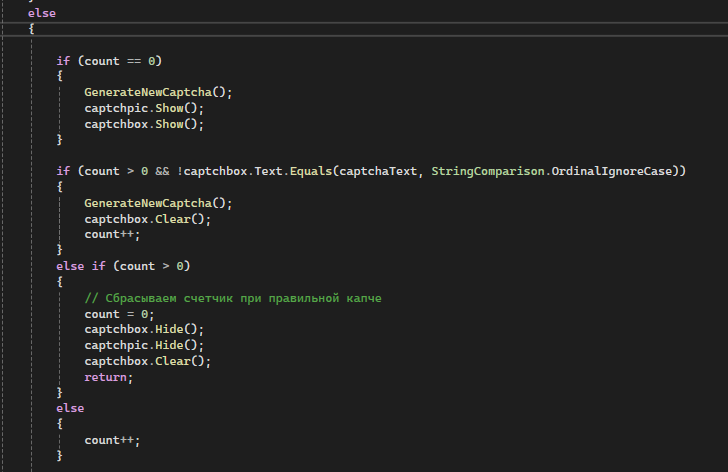 else
{
if (count == 0)
{
GenerateNewCaptcha();
captchpic.Show();
captchbox.Show();
}
if (count > 0 && !captchbox.Text.Equals(captchaText, StringComparison.OrdinalIgnoreCase))
{
GenerateNewCaptcha();
captchbox.Clear();
count++;
}
else if (count > 0)
{
// Сбрасываем счетчик при правильной капче
count = 0;
captchbox.Hide();
captchpic.Hide();
captchbox.Clear();
return;
}
else
{
count++;
}